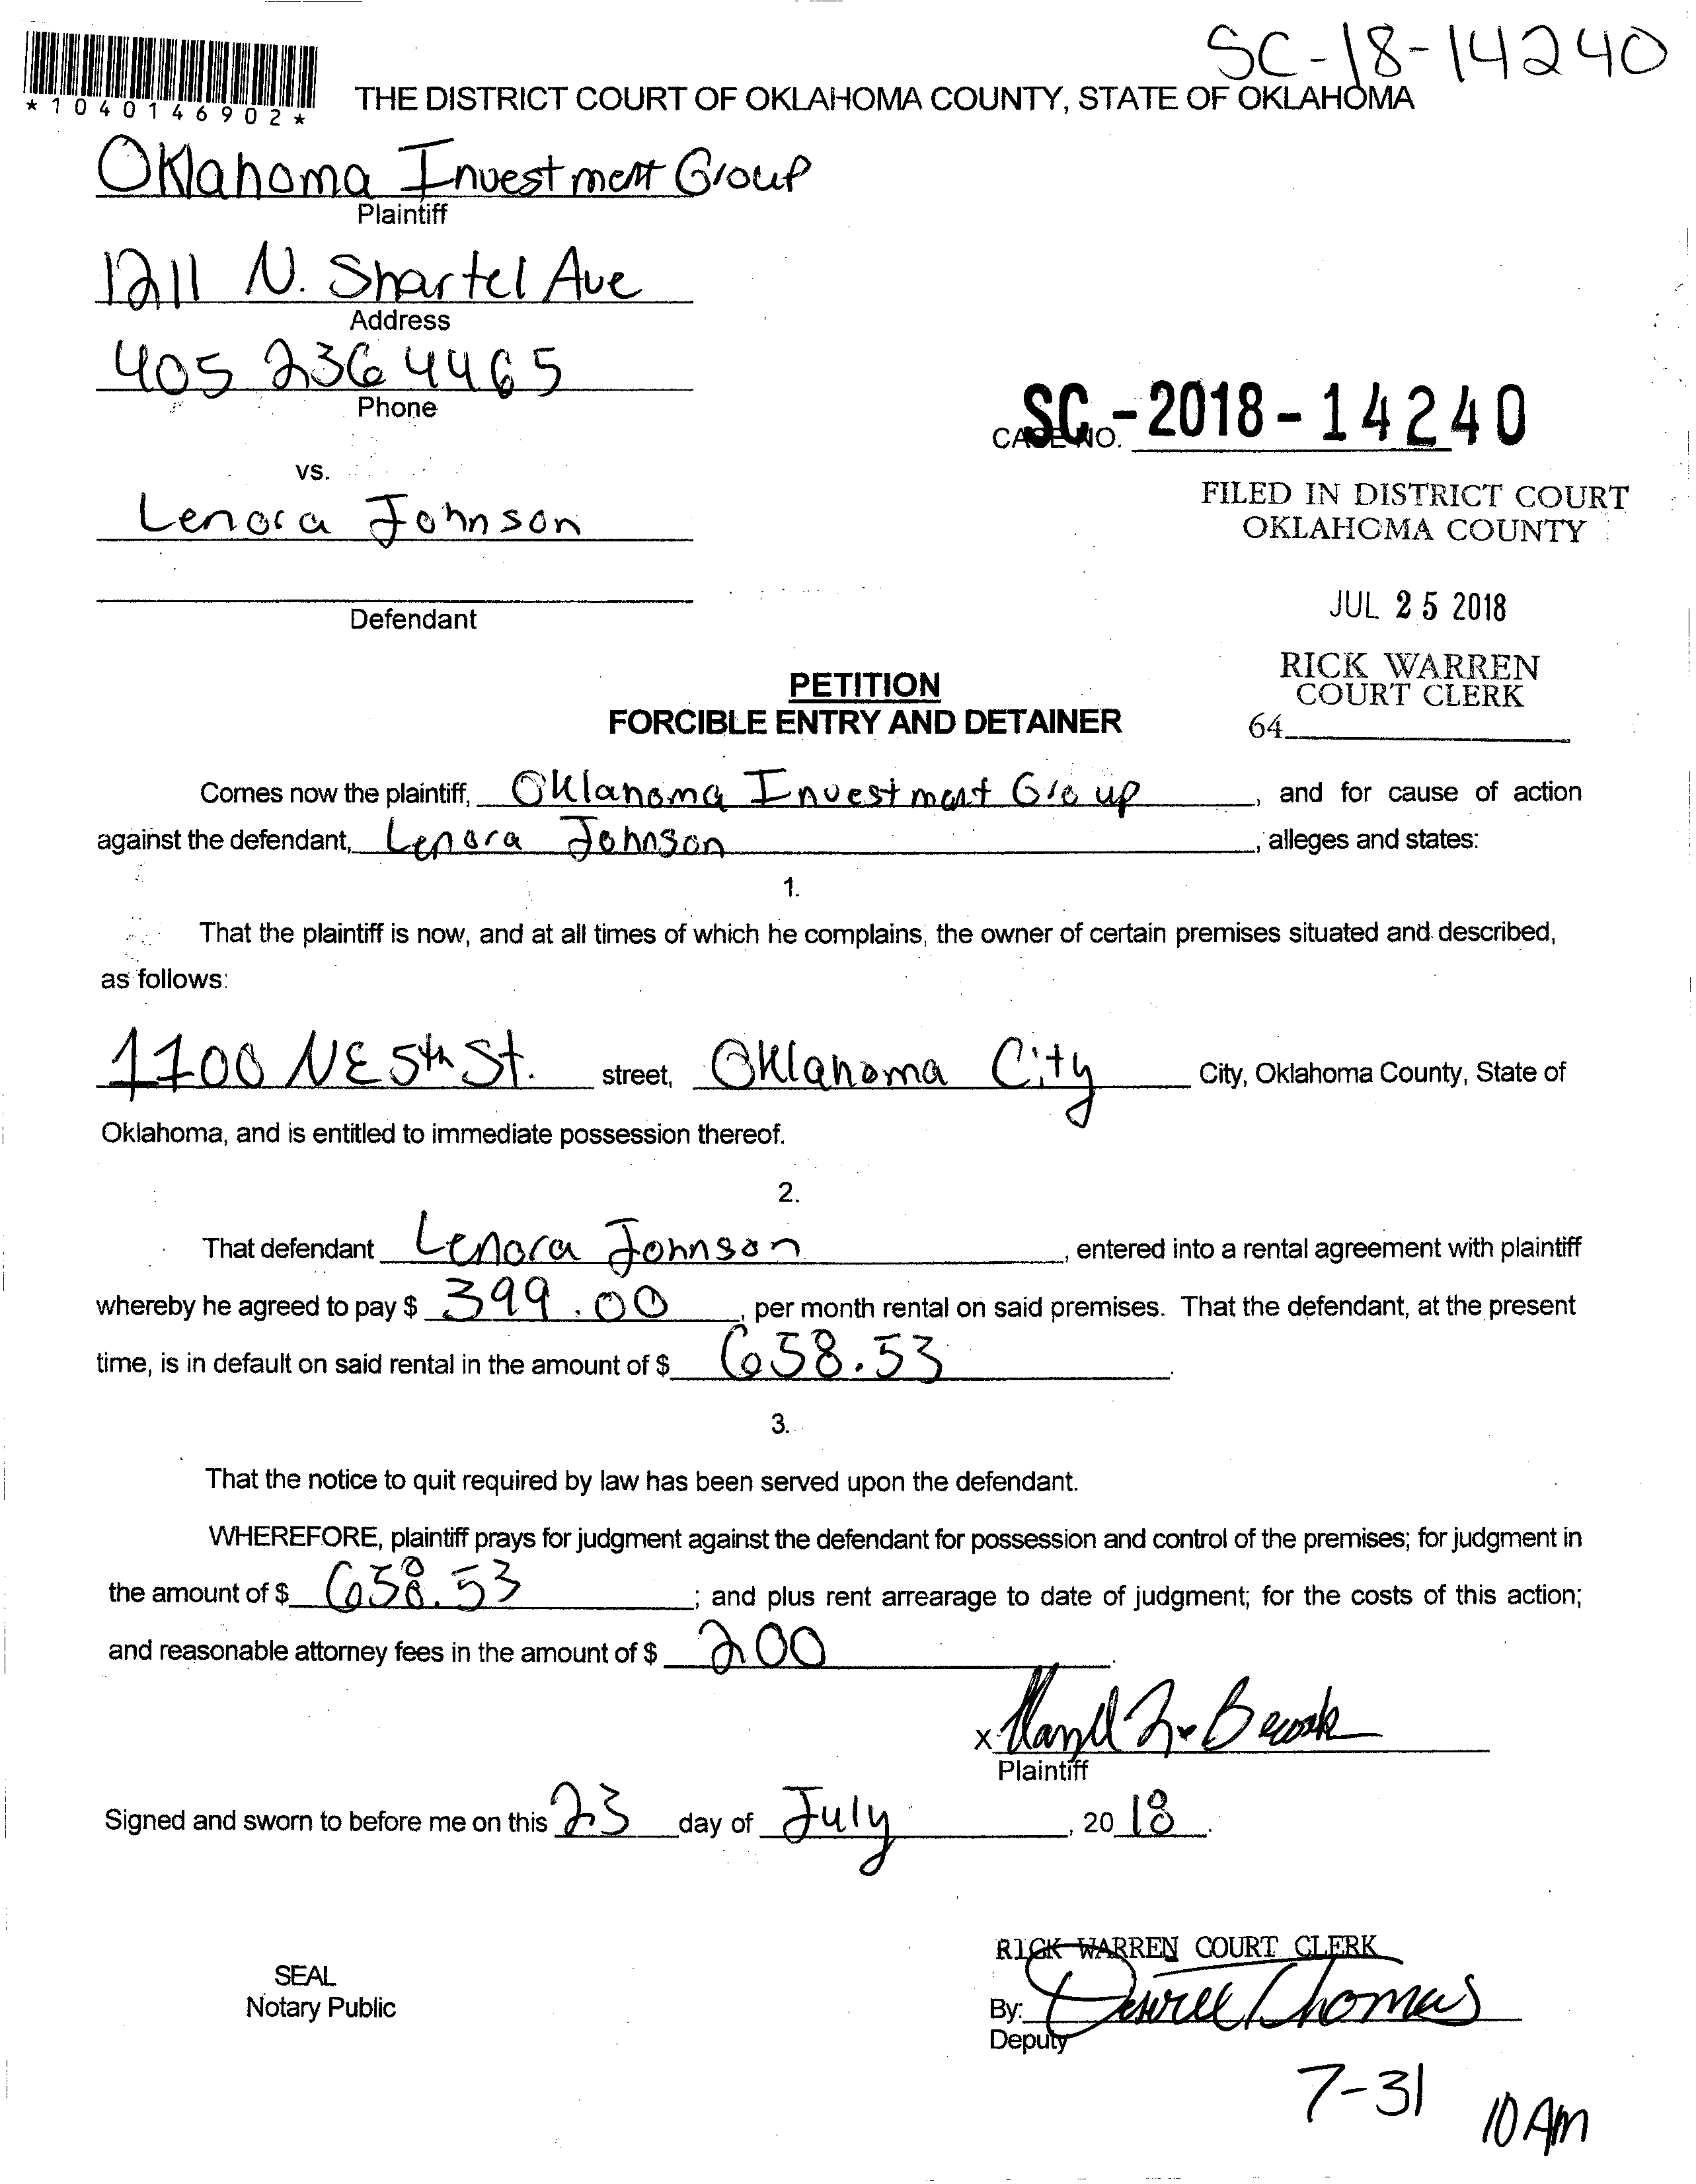 SC-18-14240
*1040146902*
THE DISTRICT COURT OF OKLAHOMA COUNTY, STATE OF OKLAHOMA
Oklahoma Investment Group
Plaintiff
1211 N. Shartel Ave
Address
405 236 4465
Phone
CASE NO. SC-2018-14240
vs.
Lenora Johnson
Defendant
FILED IN DISTRICT COURT
OKLAHOMA COUNTY
JUL 25 2018
RICK WARREN
COURT CLERK
64
PETITION
FORCIBLE ENTRY AND DETAINER
Comes now the plaintiff, Oklahoma Investment Group, and for cause of action
against the defendant, Lenora Johnson, alleges and states:
1.
That the plaintiff is now, and at all times of which he complains, the owner of certain premises situated and described,
as follows:
1100 NE 5th St. street, Oklahoma City City, Oklahoma County, State of
Oklahoma, and is entitled to immediate possession thereof.
2.
That defendant Lenora Johnson, entered into a rental agreement with plaintiff
whereby he agreed to pay $ 399.00, per month rental on said premises. That the defendant, at the present
time, is in default on said rental in the amount of $ 658.53.
3.
That the notice to quit required by law has been served upon the defendant.
WHEREFORE, plaintiff prays for judgment against the defendant for possession and control of the premises; for judgment in
the amount of $ 658.53; and plus rent arrearage to date of judgment; for the costs of this action;
and reasonable attorney fees in the amount of $ 200.
X
Plaintiff
Signed and sworn to before me on this 23 day of July, 2018.
RICK WARREN COURT CLERK
SEAL
Notary Public
By: Thomas
Deputy
7-31 10 AM